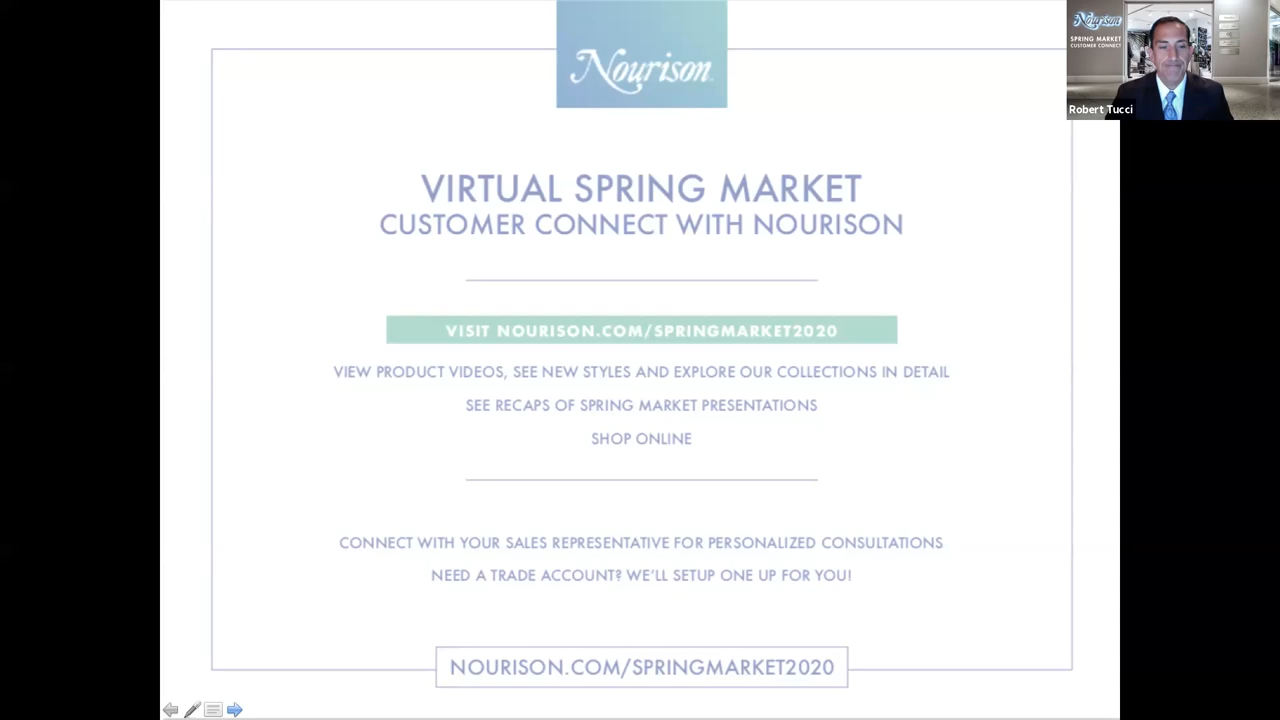 Nourison
VIRTUAL SPRING MARKET
CUSTOMER CONNECT WITH NOURISON
VISIT NOURISON.COM/SPRINGMARKET2020
VIEW PRODUCT VIDEOS, SEE NEW STYLES AND EXPLORE OUR COLLECTIONS IN DETAIL
SEE RECAPS OF SPRING MARKET PRESENTATIONS
SHOP ONLINE
CONNECT WITH YOUR SALES REPRESENTATIVE FOR PERSONALIZED CONSULTATIONS
NEED A TRADE ACCOUNT? WE'LL SETUP ONE UP FOR YOU!
NOURISON.COM/SPRINGMARKET2020
Nourison
SPRING MARKET
CUSTOMER CONNECT
Robert Tucci